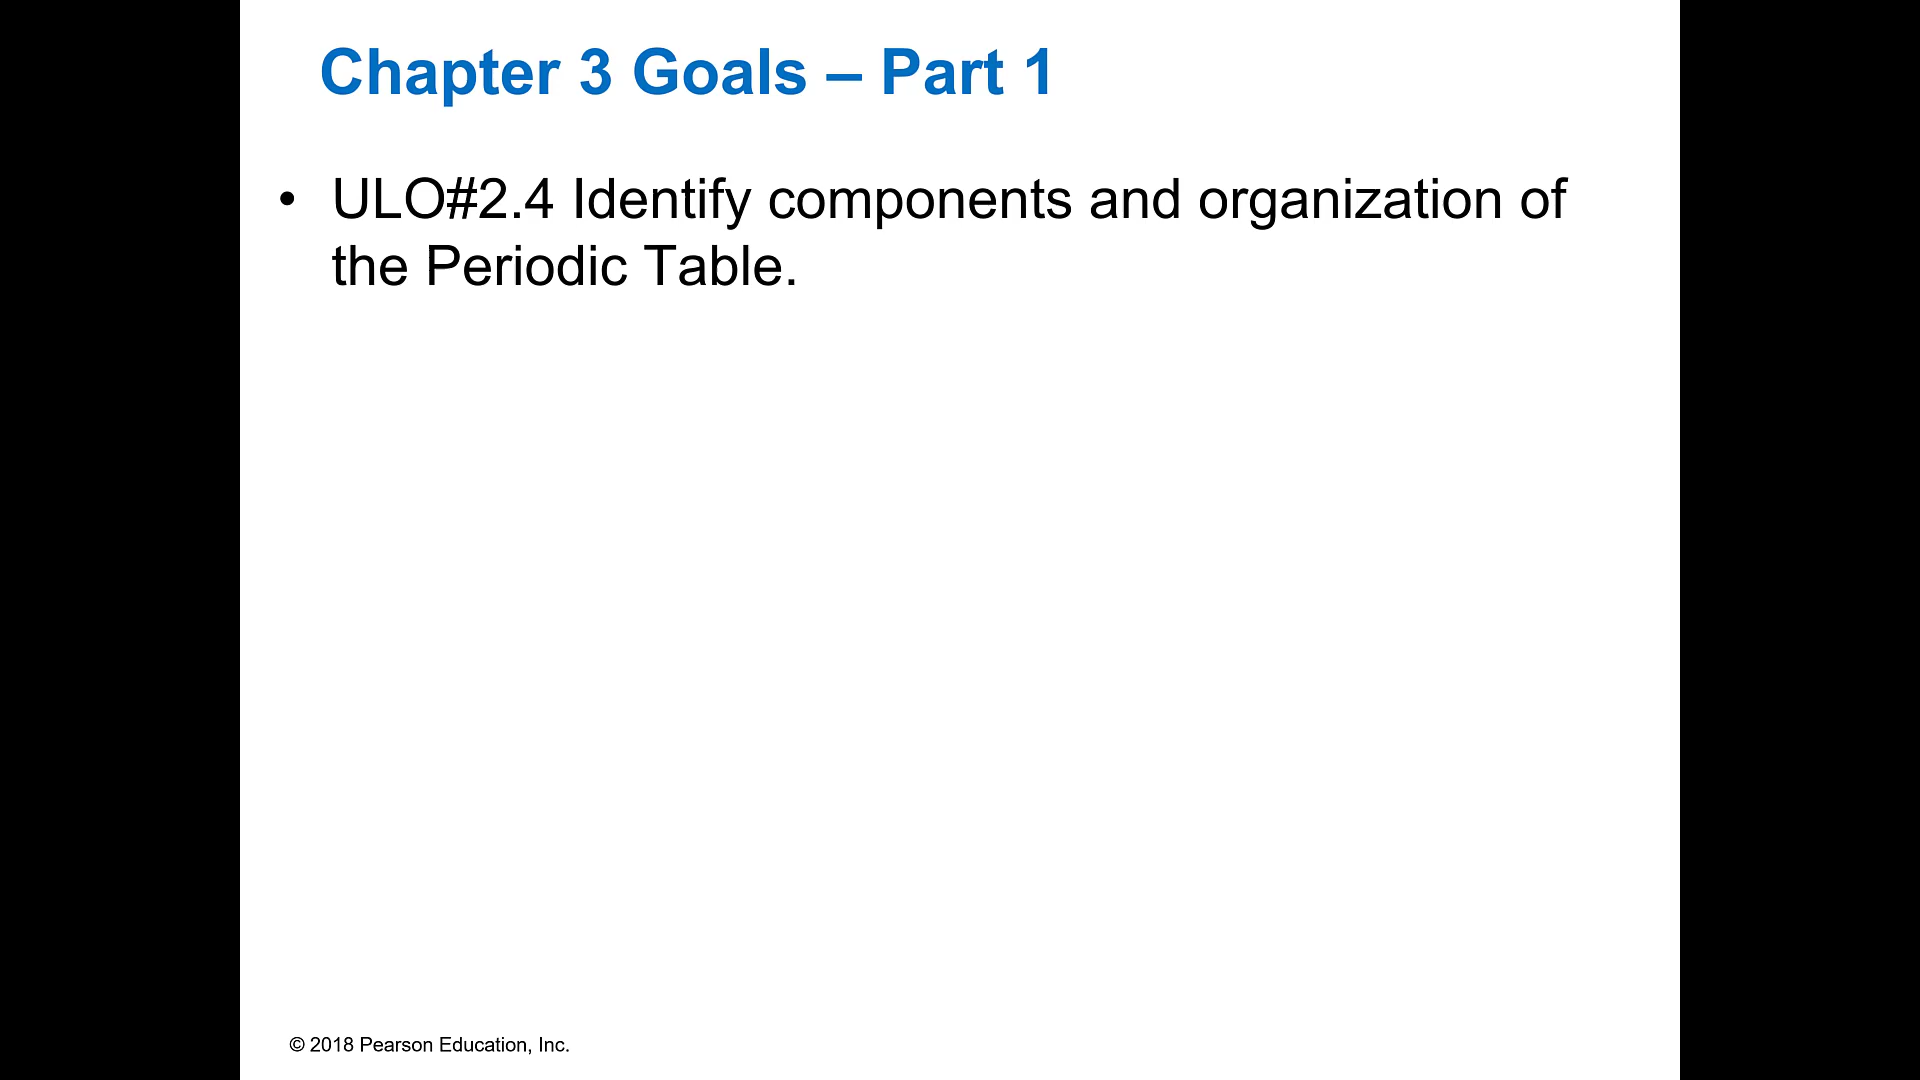 Chapter 3 Goals – Part 1
• ULO#2.4 Identify components and organization of
the Periodic Table.
© 2018 Pearson Education, Inc.